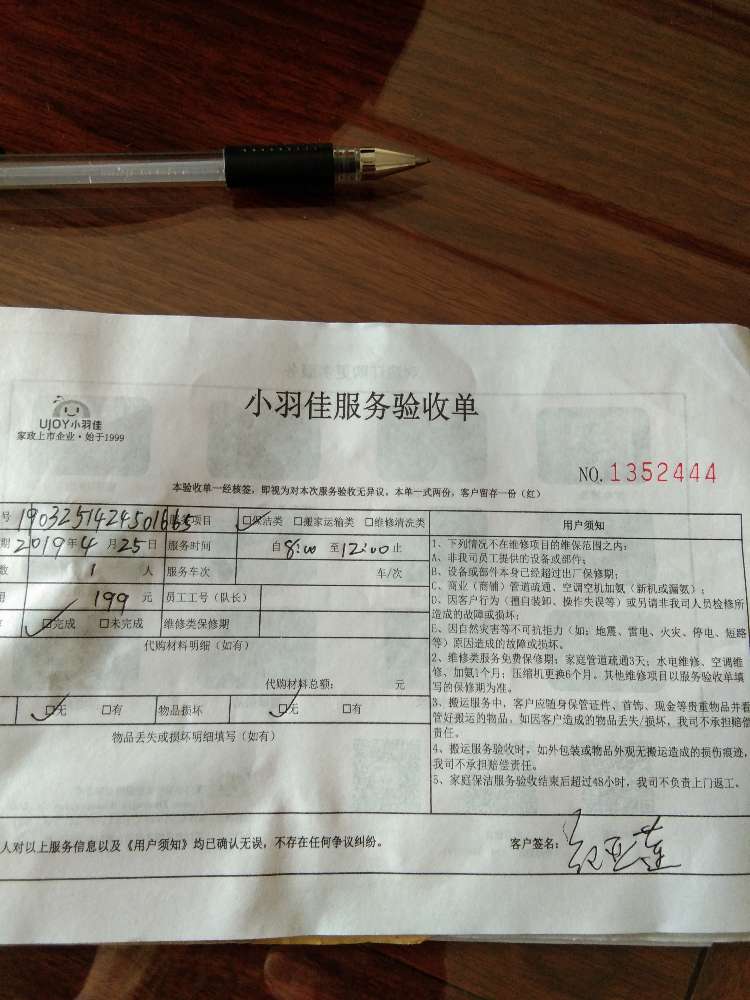 UJOY小羽佳
家政上市企业·始于1999
小羽佳服务验收单
NO.1352444
本验收单一经核签，即视为对本次服务验收无异议。本单一式两份，客户留存一份（红）
号 1903251424501665 项目 ☑保洁类 □搬家运输类 □维修清洗类
期 2019年4月25日 服务时间 自8:00至12:00止
数 1 人 服务车次 车/次
199 元 员工工号（队长）
☑完成 □未完成 维修类保修期
代购材料明细（如有）
代购材料总额： 元
☑无 □有 物品损坏 ☑无 □有
物品丢失或损坏明细填写（如有）
用户须知
1、下列情况不在维修项目的维保范围之内：
A、非我司员工提供的设备或部件；
B、设备或部件本身已经超过出厂保修期；
C、商业（商铺）管道疏通、空调空机加氨（新机或漏氨）；
D、因客户行为（擅自装卸、操作失误等）或另请非我司人员检修所
造成的故障或损坏；
E、因自然灾害等不可抗拒力（如：地震、雷电、火灾、停电、短路
等）原因造成的故障或损坏。
2、维修类服务免费保修期：家庭管道疏通3天；水电维修、空调维
修、加氨1个月；压缩机更换6个月。其他维修项目以服务验收单填
写的保修期为准。
3、搬运服务中，客户应随身保管证件、首饰、现金等贵重物品并看
管好搬运的物品，如因客户造成的物品丢失/损坏，我司不承担赔偿
责任。
4、搬运服务验收时，如外包装或物品外观无搬运造成的损伤痕迹，
我司不承担赔偿责任。
5、家庭保洁服务验收结束后超过48小时，我司不负责上门返工。
人对以上服务信息以及《用户须知》均已确认无误，不存在任何争议纠纷。
客户签名：